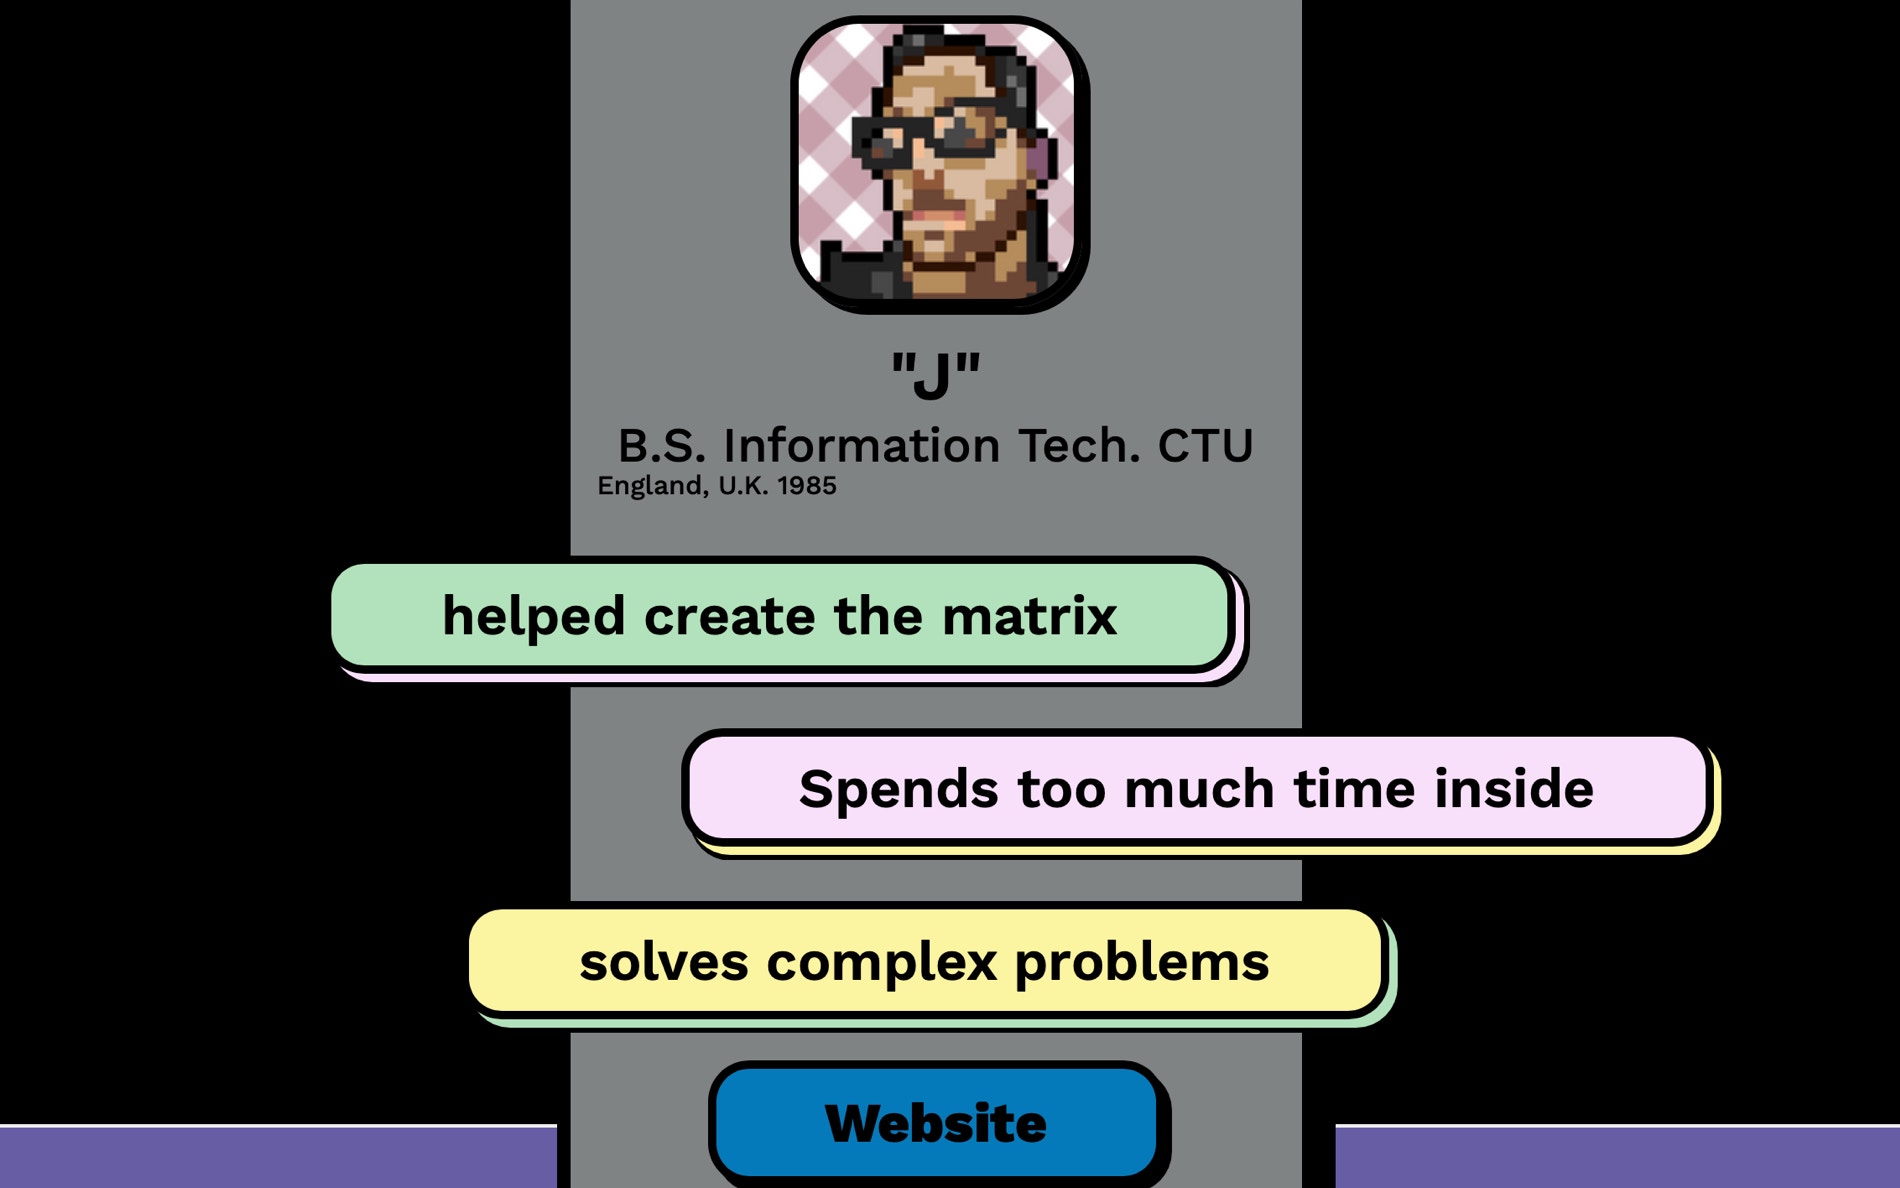 "J"
B.S. Information Tech. CTU
England, U.K. 1985
helped create the matrix
Spends too much time inside
solves complex problems
Website